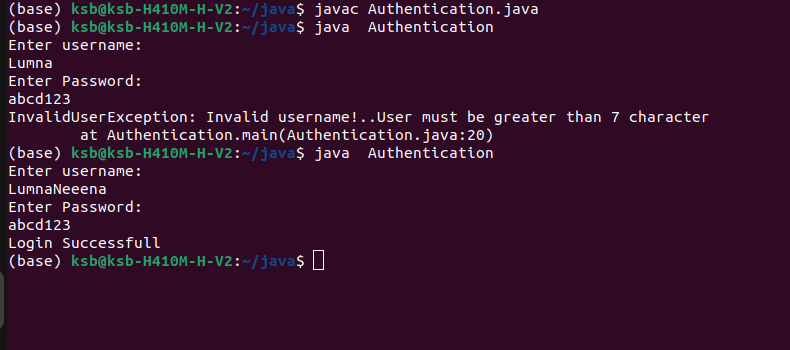 (base) ksb@ksb-H410M-H-V2:~/java$ javac Authentication.java
(base) ksb@ksb-H410M-H-V2:~/java$ java  Authentication
Enter username:
Lumna
Enter Password:
abcd123
InvalidUserException: Invalid username!..User must be greater than 7 character
        at Authentication.main(Authentication.java:20)
(base) ksb@ksb-H410M-H-V2:~/java$ java  Authentication
Enter username:
LumnaNeeena
Enter Password:
abcd123
Login Successfull
(base) ksb@ksb-H410M-H-V2:~/java$